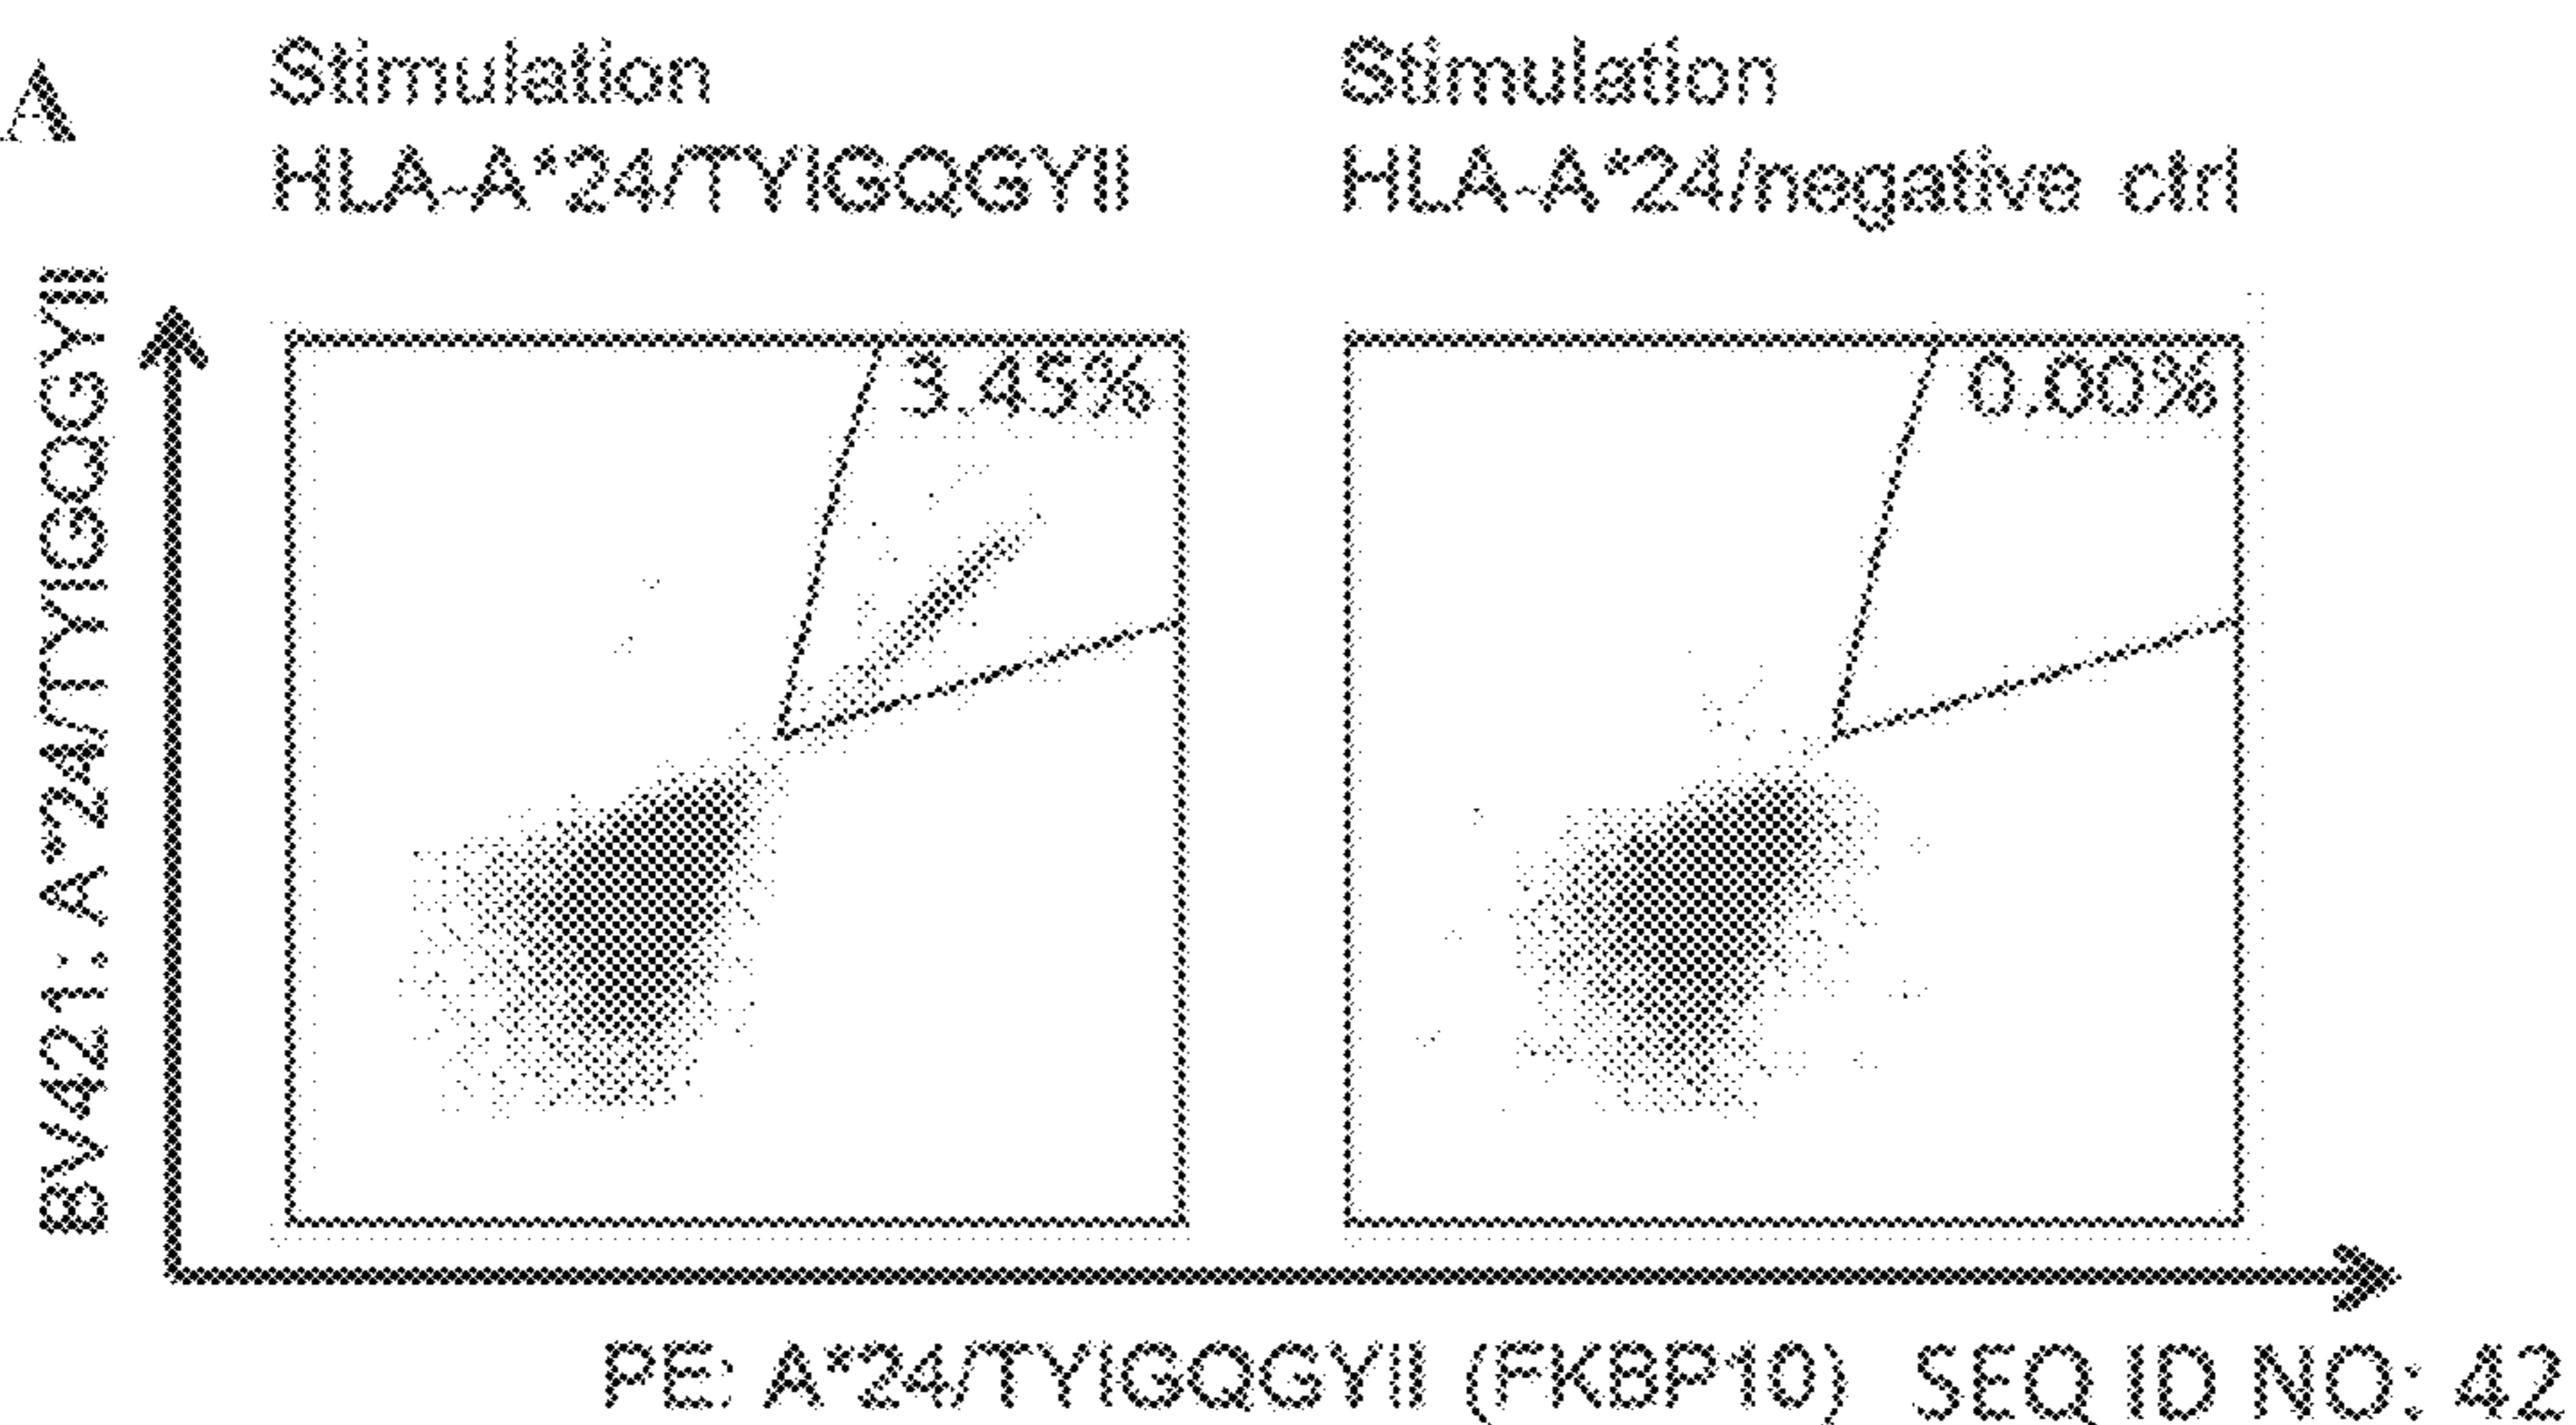 A
Stimulation
HLA-A*24/TYIGQGYII
Stimulation
HLA-A*24/negative ctrl
BV421: A*24/TYIGQGYII
3.45%
0.00%
PE: A*24/TYIGQGYII (FKBP10) SEQ ID NO: 42